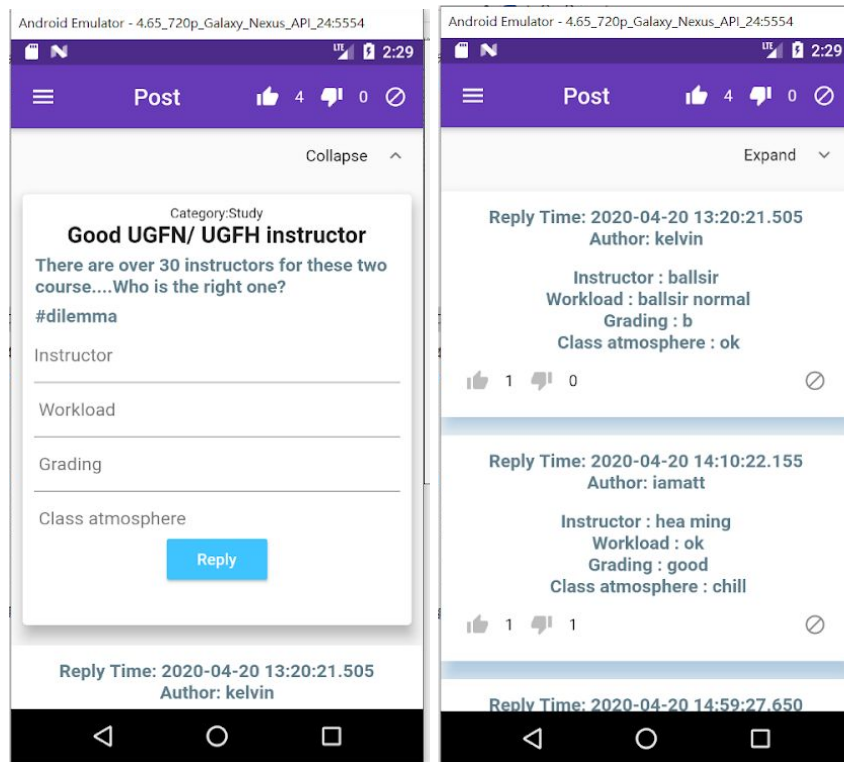 Android Emulator - 4.65_720p_Galaxy_Nexus_API_24:5554
LTE 2:29
Post 4 0
Collapse
Category:Study
Good UGFN/ UGFH instructor
There are over 30 instructors for these two
course....Who is the right one?
#dilemma
Instructor
Workload
Grading
Class atmosphere
Reply
Reply Time: 2020-04-20 13:20:21.505
Author: kelvin
Android Emulator - 4.65_720p_Galaxy_Nexus_API_24:5554
LTE 2:29
Post 4 0
Expand
Reply Time: 2020-04-20 13:20:21.505
Author: kelvin
Instructor : ballsir
Workload : ballsir normal
Grading : b
Class atmosphere : ok
1 0
Reply Time: 2020-04-20 14:10:22.155
Author: iamatt
Instructor : hea ming
Workload : ok
Grading : good
Class atmosphere : chill
1 1
Reply Time: 2020-04-20 14:59:27.650